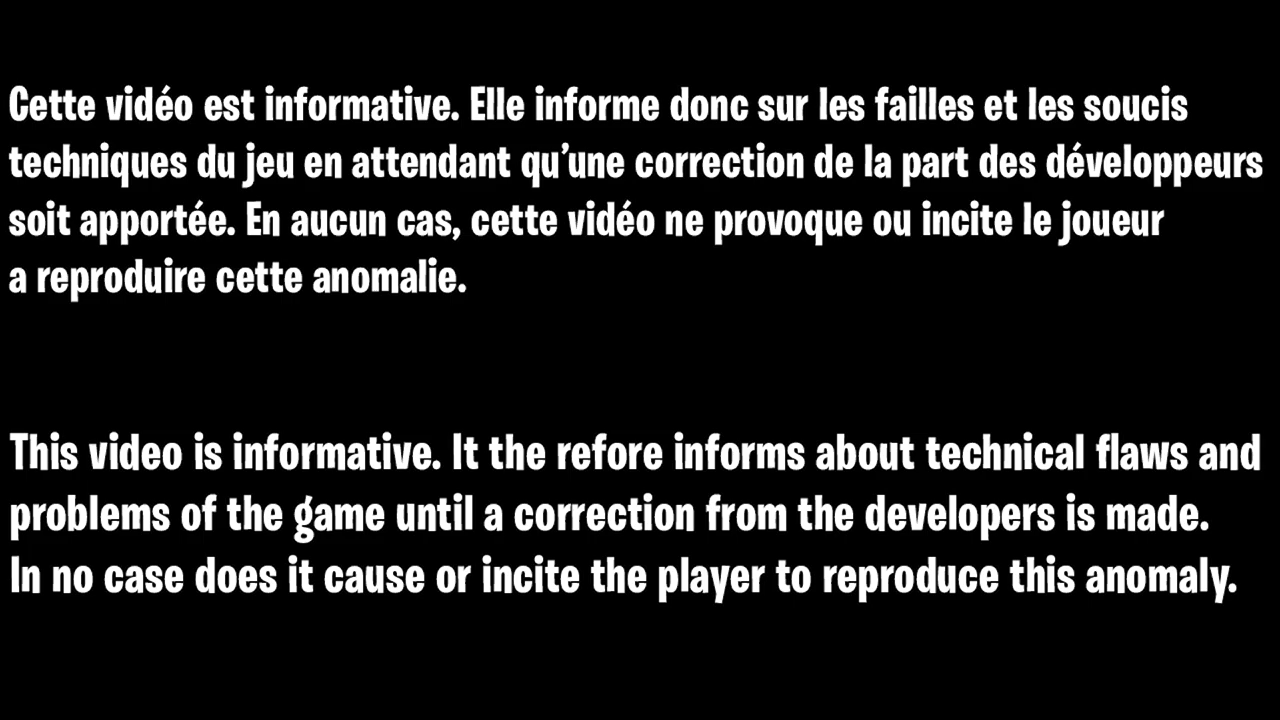 Cette vidéo est informative. Elle informe donc sur les failles et les soucis
techniques du jeu en attendant qu’une correction de la part des développeurs
soit apportée. En aucun cas, cette vidéo ne provoque ou incite le joueur
a reproduire cette anomalie.
This video is informative. It the refore informs about technical flaws and
problems of the game until a correction from the developers is made.
In no case does it cause or incite the player to reproduce this anomaly.